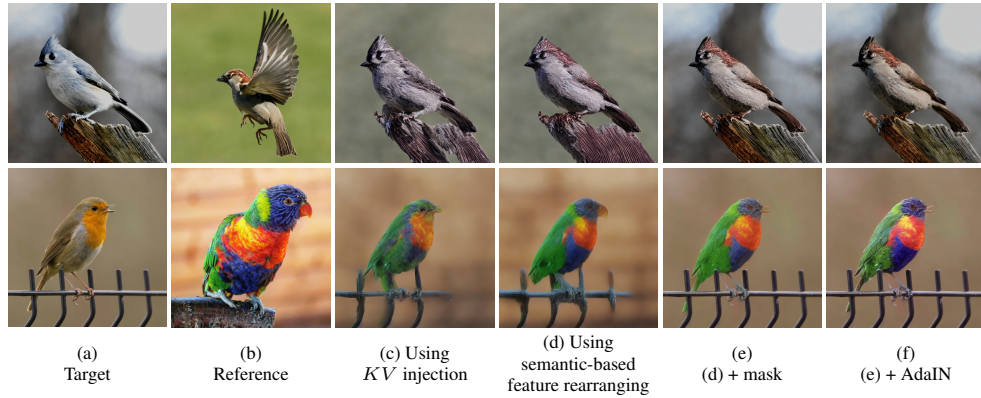 (a)
Target
(b)
Reference
(c) Using
KV injection
(d) Using
semantic-based
feature rearranging
(e)
(d) + mask
(f)
(e) + AdaIN